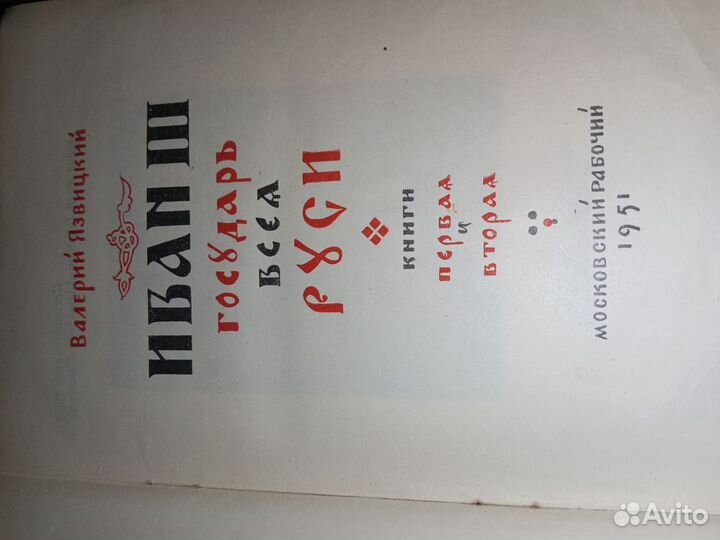 Валерий Язвицкий
ИВАН III
ГОСУДАРЬ
ВСЕЯ
РУСИ
КНИГИ
ПЕРВАЯ
И
ВТОРАЯ
МОСКОВСКИЙ РАБОЧИЙ
1951
Avito